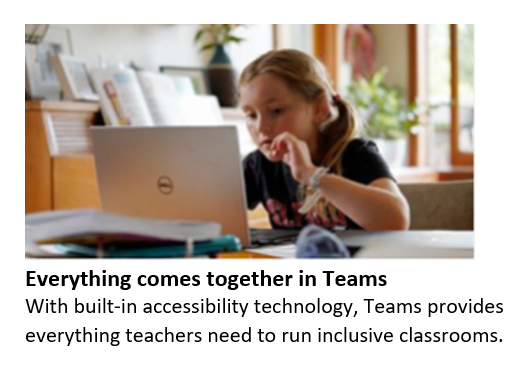 DELL
Everything comes together in Teams
With built-in accessibility technology, Teams provides
everything teachers need to run inclusive classrooms.